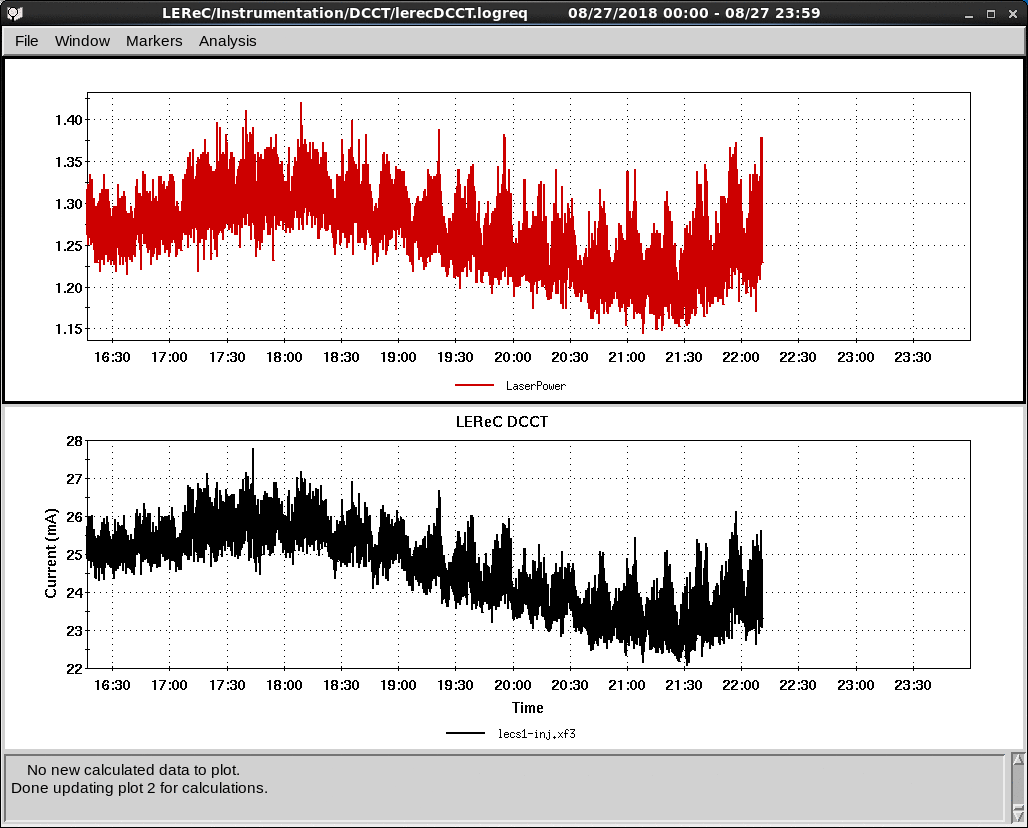 LEReC/Instrumentation/DCCT/lerecDCCT.logreq 08/27/2018 00:00 - 08/27 23:59
File Window Markers Analysis
1.40
1.35
1.30
1.25
1.20
1.15
16:30 17:00 17:30 18:00 18:30 19:00 19:30 20:00 20:30 21:00 21:30 22:00 22:30 23:00 23:30
LaserPower
LEReC DCCT
Current (mA)
28
27
26
25
24
23
22
16:30 17:00 17:30 18:00 18:30 19:00 19:30 20:00 20:30 21:00 21:30 22:00 22:30 23:00 23:30
Time
lecs1-inj.xf3
No new calculated data to plot.
Done updating plot 2 for calculations.